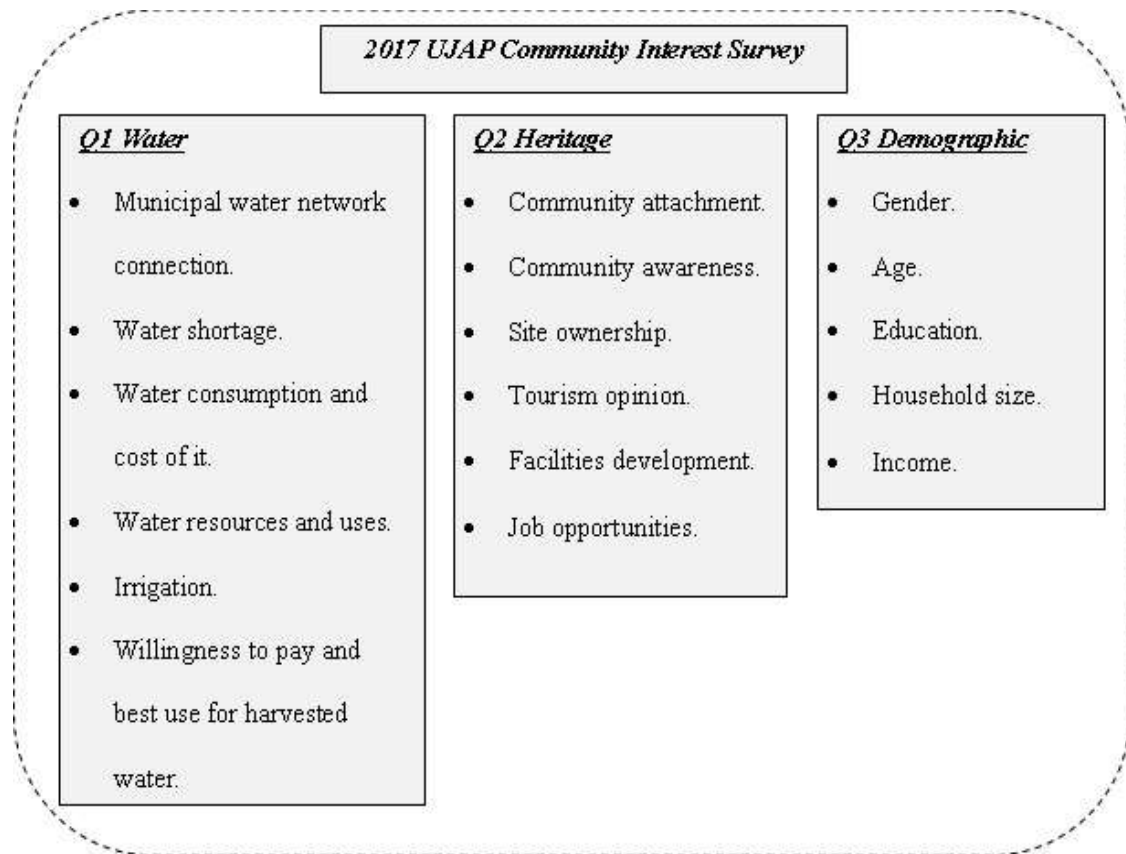 2017 UJAP Community Interest Survey
Q1 Water
• Municipal water network
connection.
• Water shortage.
• Water consumption and
cost of it.
• Water resources and uses.
• Irrigation.
• Willingness to pay and
best use for harvested
water.
Q2 Heritage
• Community attachment.
• Community awareness.
• Site ownership.
• Tourism opinion.
• Facilities development.
• Job opportunities.
Q3 Demographic
• Gender.
• Age.
• Education.
• Household size.
• Income.